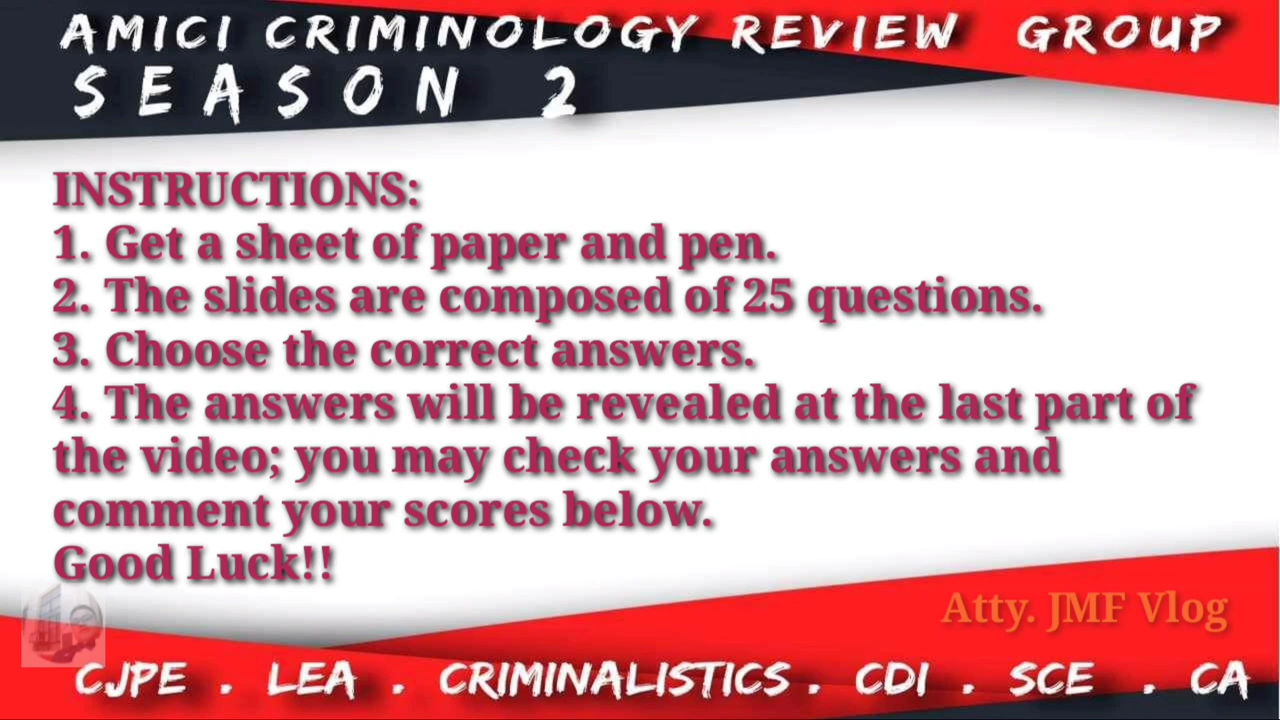 AMICI CRIMINOLOGY REVIEW GROUP
SEASON 2
INSTRUCTIONS:
1. Get a sheet of paper and pen.
2. The slides are composed of 25 questions.
3. Choose the correct answers.
4. The answers will be revealed at the last part of
the video; you may check your answers and
comment your scores below.
Good Luck!!
Atty. JMF Vlog
CJPE . LEA . CRIMINALISTICS . CDI . SCE . CA